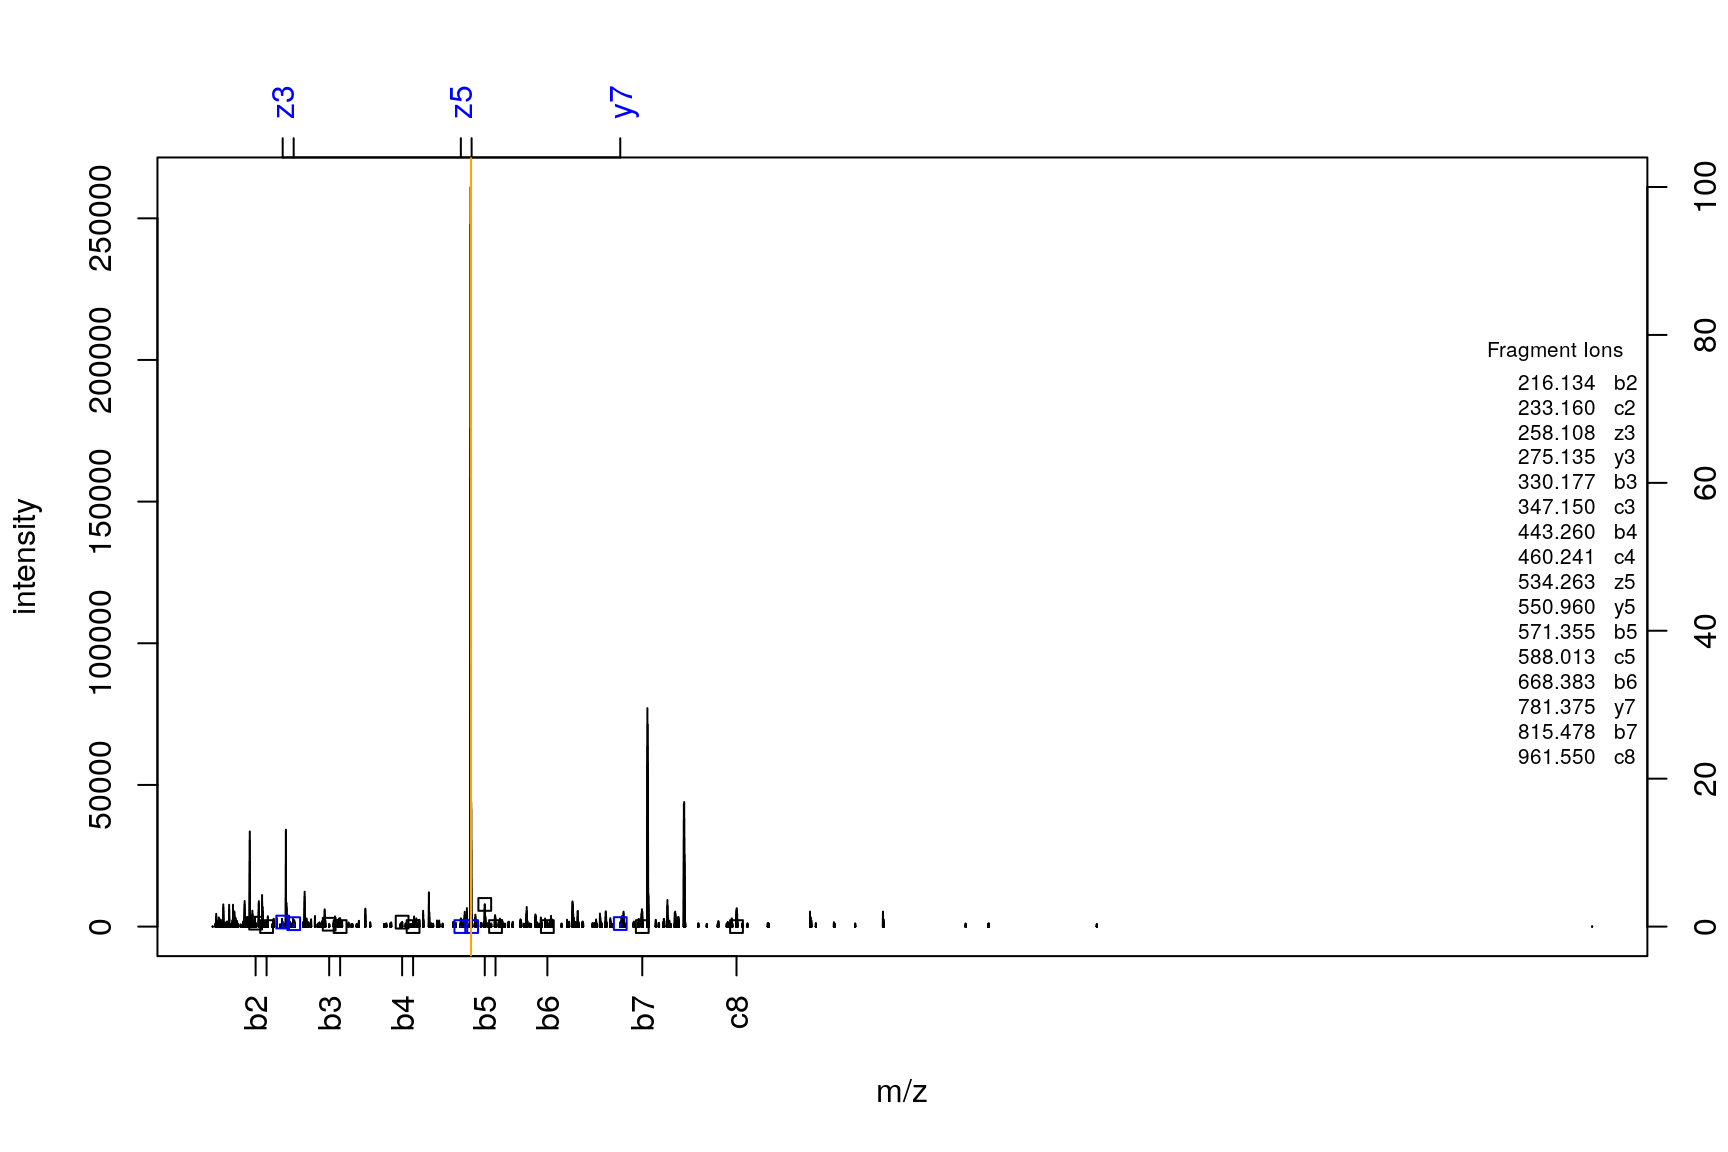 z3 z5 y7
250000
200000
150000
100000
50000
0
intensity
100
80
60
40
20
0
Fragment Ions
216.134 b2
233.160 c2
258.108 z3
275.135 y3
330.177 b3
347.150 c3
443.260 b4
460.241 c4
534.263 z5
550.960 y5
571.355 b5
588.013 c5
668.383 b6
781.375 y7
815.478 b7
961.550 c8
b2 b3 b4 b5 b6 b7 c8
m/z